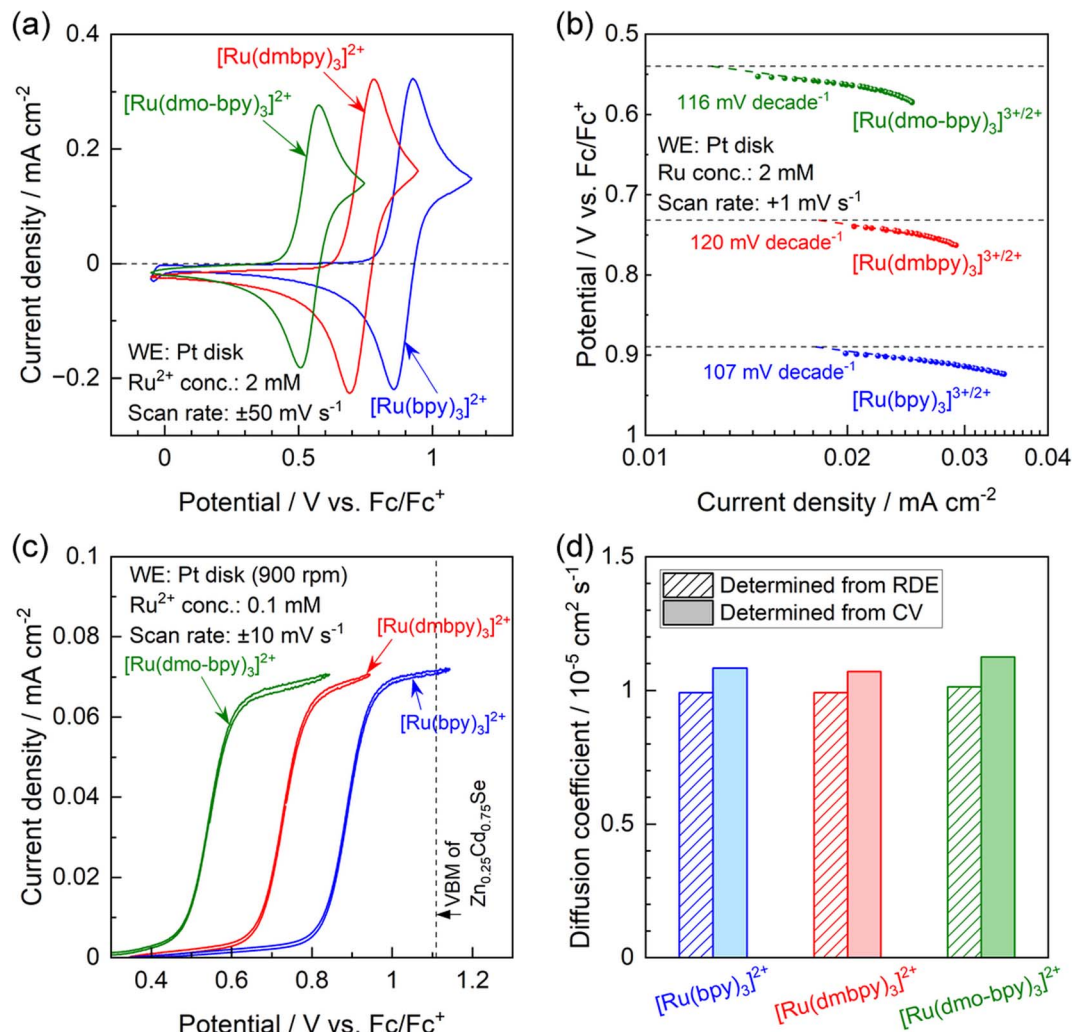 (a)
0.4
0.2
0
−0.2
Current density / mA cm⁻²
[Ru(dmbpy)₃]²⁺
[Ru(dmo-bpy)₃]²⁺
WE: Pt disk
Ru²⁺ conc.: 2 mM
Scan rate: ±50 mV s⁻¹
[Ru(bpy)₃]²⁺
0 0.5 1
Potential / V vs. Fc/Fc⁺
(b)
0.5
0.6
0.7
0.8
0.9
1
Potential / V vs. Fc/Fc⁺
116 mV decade⁻¹
[Ru(dmo-bpy)₃]³⁺/²⁺
WE: Pt disk
Ru conc.: 2 mM
Scan rate: +1 mV s⁻¹
120 mV decade⁻¹
[Ru(dmbpy)₃]³⁺/²⁺
107 mV decade⁻¹
[Ru(bpy)₃]³⁺/²⁺
0.01 0.02 0.03 0.04
Current density / mA cm⁻²
(c)
0.1
0.08
0.06
0.04
0.02
0
Current density / mA cm⁻²
WE: Pt disk (900 rpm)
Ru²⁺ conc.: 0.1 mM
Scan rate: ±10 mV s⁻¹
[Ru(dmbpy)₃]²⁺
[Ru(dmo-bpy)₃]²⁺
[Ru(bpy)₃]²⁺
VBM of
Zn₀.₂₅Cd₀.₇₅Se
0.4 0.6 0.8 1 1.2
Potential / V vs. Fc/Fc⁺
(d)
1.5
1
0.5
0
Diffusion coefficient / 10⁻⁵ cm² s⁻¹
Determined from RDE
Determined from CV
[Ru(bpy)₃]²⁺
[Ru(dmbpy)₃]²⁺
[Ru(dmo-bpy)₃]²⁺